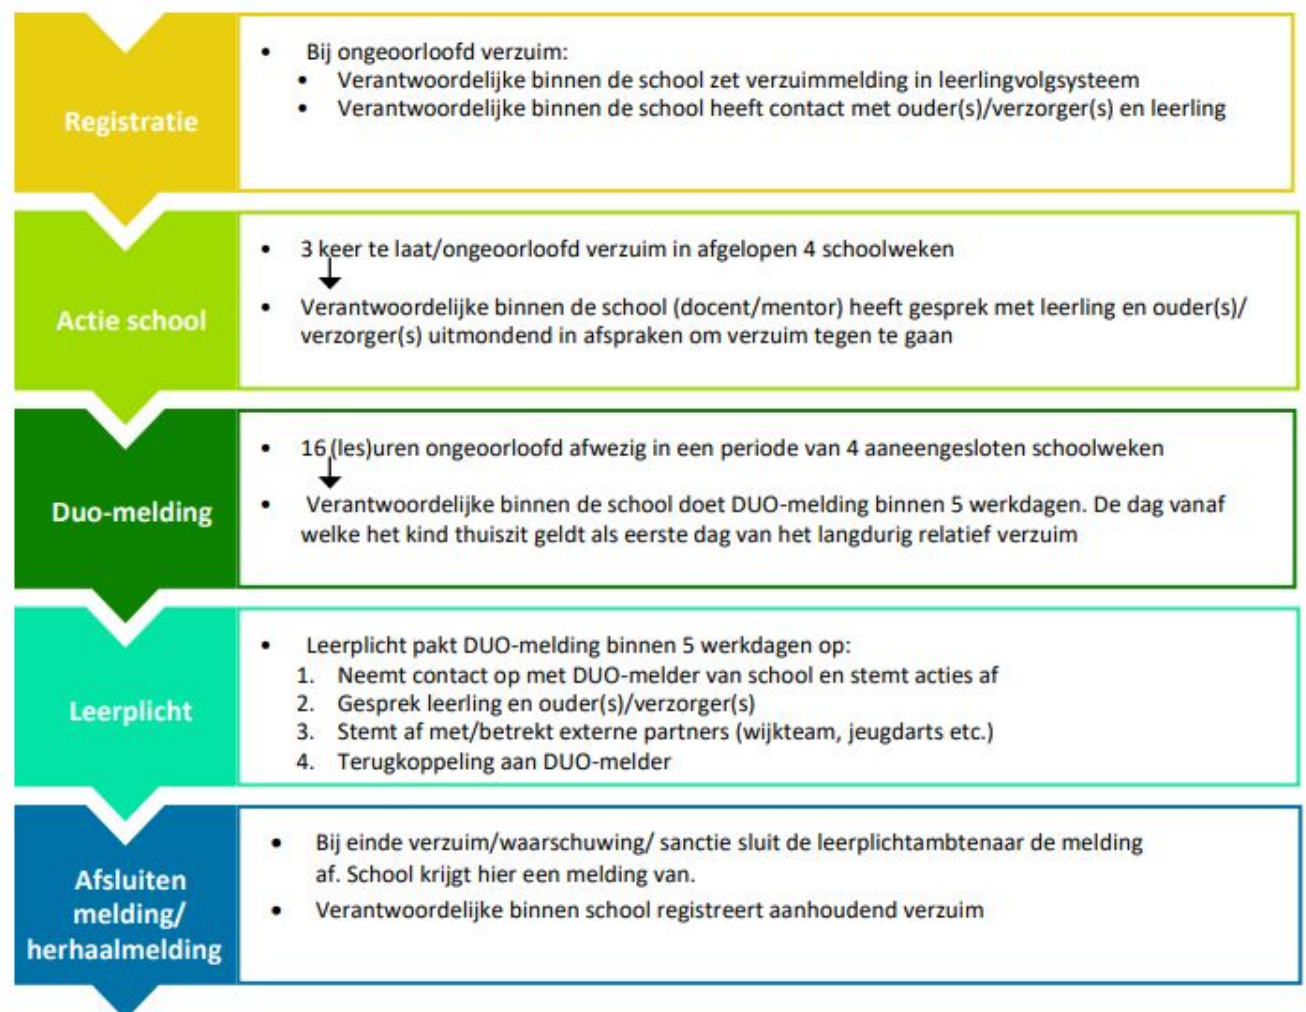 Registratie
• Bij ongeoorloofd verzuim:
• Verantwoordelijke binnen de school zet verzuimmelding in leerlingvolgsysteem
• Verantwoordelijke binnen de school heeft contact met ouder(s)/verzorger(s) en leerling
Actie school
• 3 keer te laat/ongeoorloofd verzuim in afgelopen 4 schoolweken
• Verantwoordelijke binnen de school (docent/mentor) heeft gesprek met leerling en ouder(s)/
verzorger(s) uitmondend in afspraken om verzuim tegen te gaan
Duo-melding
• 16 (les)uren ongeoorloofd afwezig in een periode van 4 aaneengesloten schoolweken
• Verantwoordelijke binnen de school doet DUO-melding binnen 5 werkdagen. De dag vanaf
welke het kind thuiszit geldt als eerste dag van het langdurig relatief verzuim
Leerplicht
• Leerplicht pakt DUO-melding binnen 5 werkdagen op:
1. Neemt contact op met DUO-melder van school en stemt acties af
2. Gesprek leerling en ouder(s)/verzorger(s)
3. Stemt af met/betrekt externe partners (wijkteam, jeugdarts etc.)
4. Terugkoppeling aan DUO-melder
Afsluiten
melding/
herhaalmelding
• Bij einde verzuim/waarschuwing/ sanctie sluit de leerplichtambtenaar de melding
af. School krijgt hier een melding van.
• Verantwoordelijke binnen school registreert aanhoudend verzuim